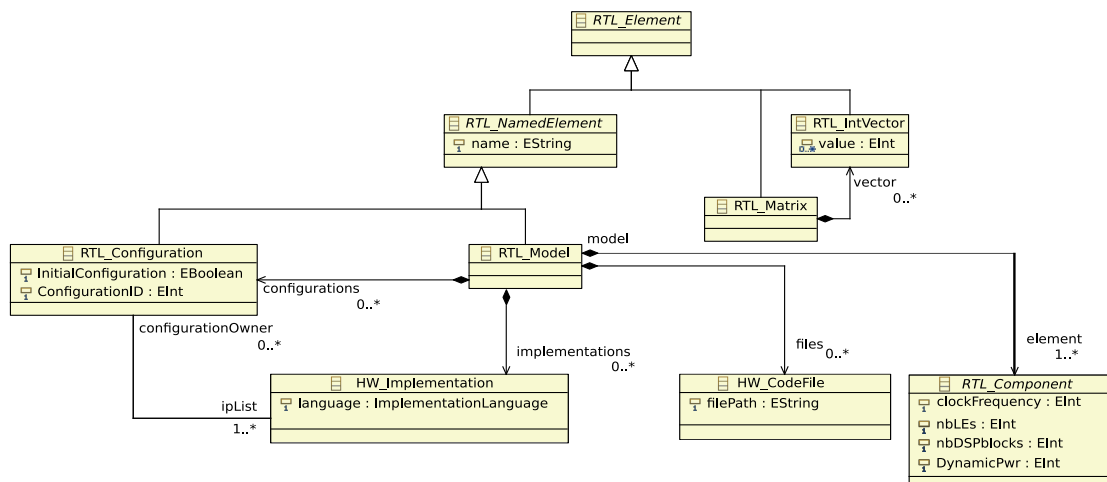 RTL_Element
RTL_NamedElement
name : EString
RTL_IntVector
0..* value : EInt
vector
0..*
RTL_Matrix
RTL_Configuration
InitialConfiguration : EBoolean
ConfigurationID : EInt
RTL_Model
model
configurations
0..*
configurationOwner
0..*
implementations
0..*
files
0..*
element
1..*
HW_Implementation
language : ImplementationLanguage
ipList
1..*
HW_CodeFile
filePath : EString
RTL_Component
clockFrequency : EInt
nbLEs : EInt
nbDSPblocks : EInt
DynamicPwr : EInt